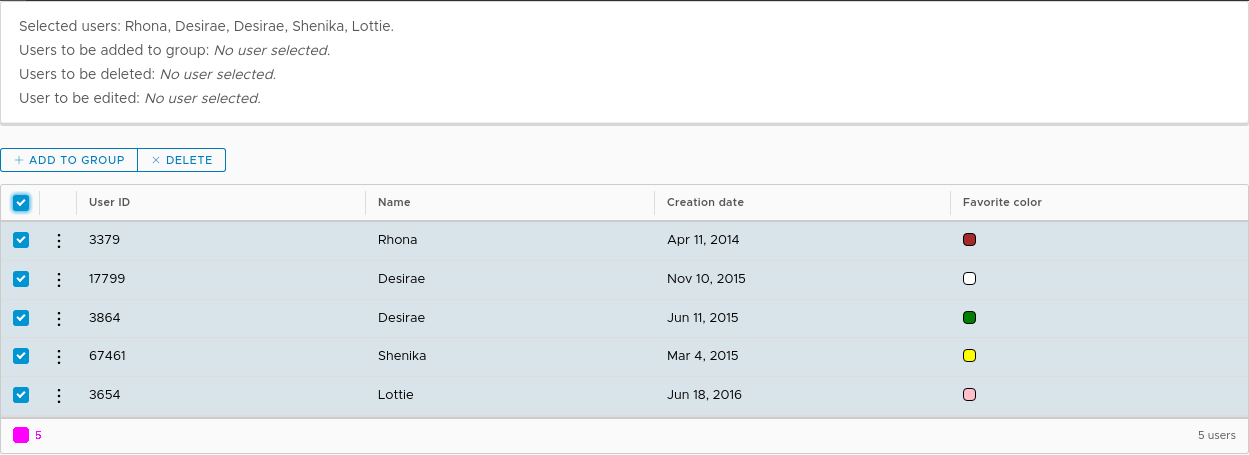 Selected users: Rhona, Desirae, Desirae, Shenika, Lottie.
Users to be added to group: No user selected.
Users to be deleted: No user selected.
User to be edited: No user selected.
ADD TO GROUP DELETE
User ID Name Creation date Favorite color
3379 Rhona Apr 11, 2014
17799 Desirae Nov 10, 2015
3864 Desirae Jun 11, 2015
67461 Shenika Mar 4, 2015
3654 Lottie Jun 18, 2016
5 5 users